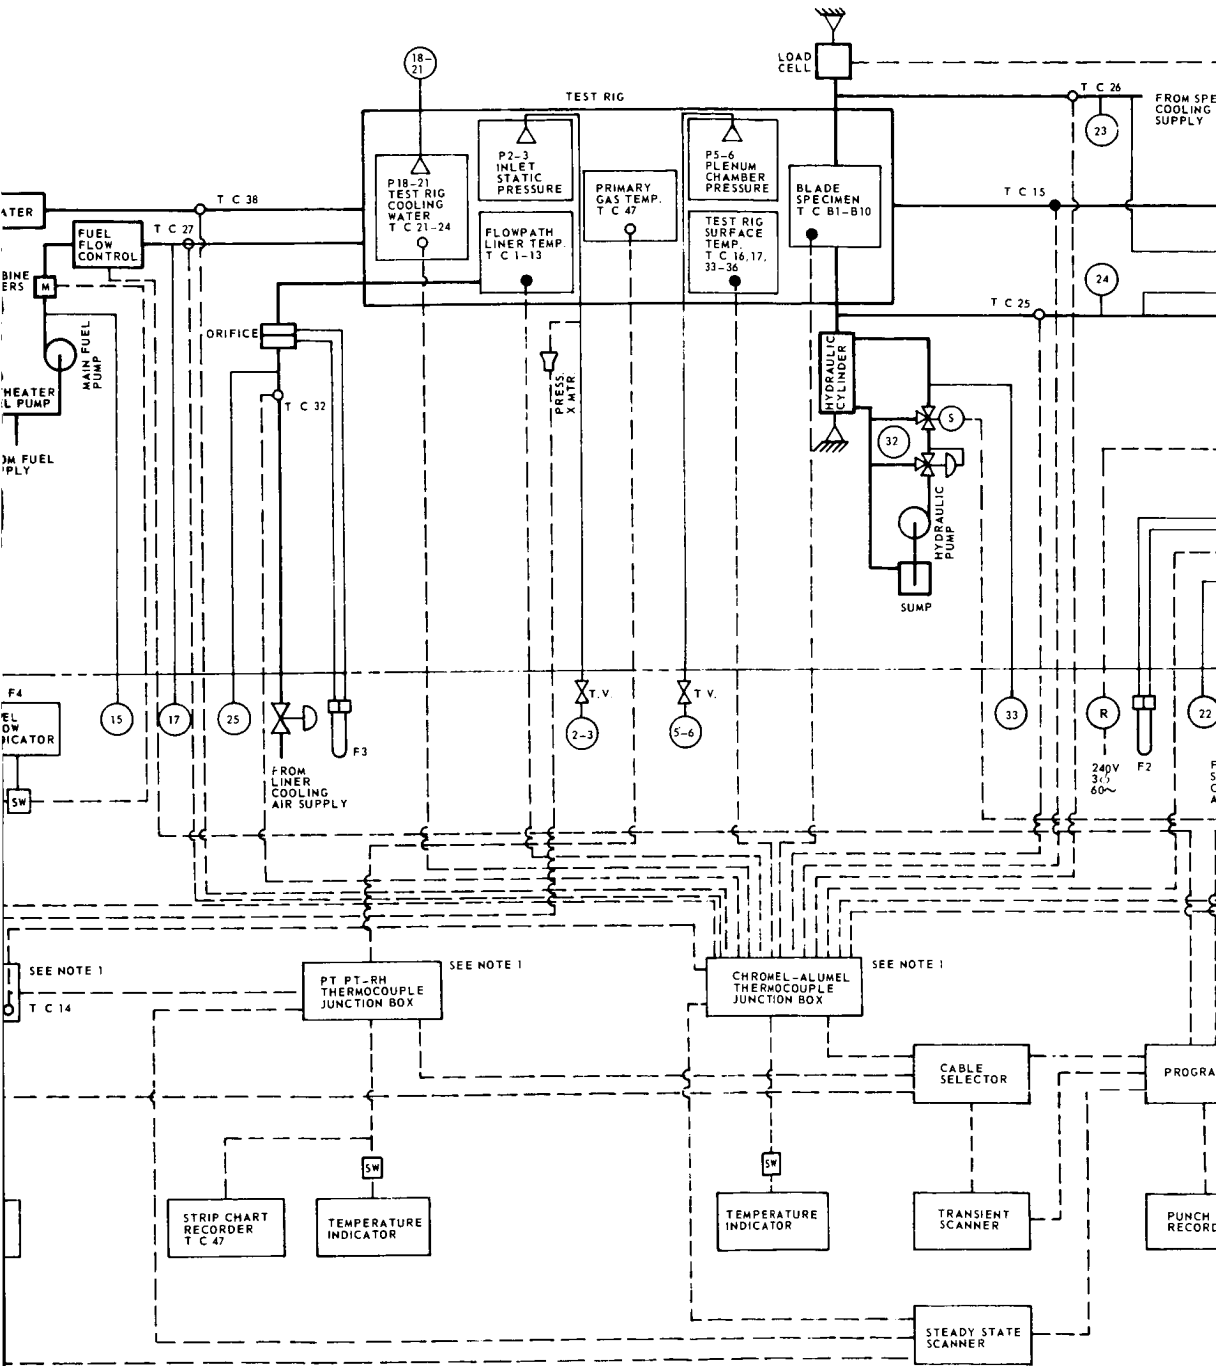 18-
21
LOAD
CELL
TEST RIG
T C 26
FROM SPE
COOLING
SUPPLY
23
P2-3
INLET
STATIC
PRESSURE
P5-6
PLENUM
CHAMBER
PRESSURE
P18-21
TEST RIG
COOLING
WATER
T C 21-24
PRIMARY
GAS TEMP.
T C 47
BLADE
SPECIMEN
T C B1-B10
T C 38
T C 15
ATER
FUEL
FLOW
CONTROL
T C 27
FLOWPATH
LINER TEMP.
T C 1-13
TEST RIG
SURFACE
TEMP.
T C 16,17,
33-36
BINE
ERS
M
24
T C 25
ORIFICE
MAIN FUEL
PUMP
HEATER
L PUMP
PRESS.
X MTR
HYDRAULIC
CYLINDER
T C 32
S
32
OM FUEL
PLY
HYDRAULIC
PUMP
SUMP
F4
EL
OW
DICATOR
15
17
25
F3
T.V.
2-3
T V.
5-6
33
R
22
240V
3∅
60~
F2
F
S
C
A
FROM
LINER
COOLING
AIR SUPPLY
SW
SEE NOTE 1
T C 14
PT PT-RH
THERMOCOUPLE
JUNCTION BOX
SEE NOTE 1
CHROMEL-ALUMEL
THERMOCOUPLE
JUNCTION BOX
SEE NOTE 1
CABLE
SELECTOR
PROGRA
SW
SW
STRIP CHART
RECORDER
T C 47
TEMPERATURE
INDICATOR
TEMPERATURE
INDICATOR
TRANSIENT
SCANNER
PUNCH
RECORD
STEADY STATE
SCANNER